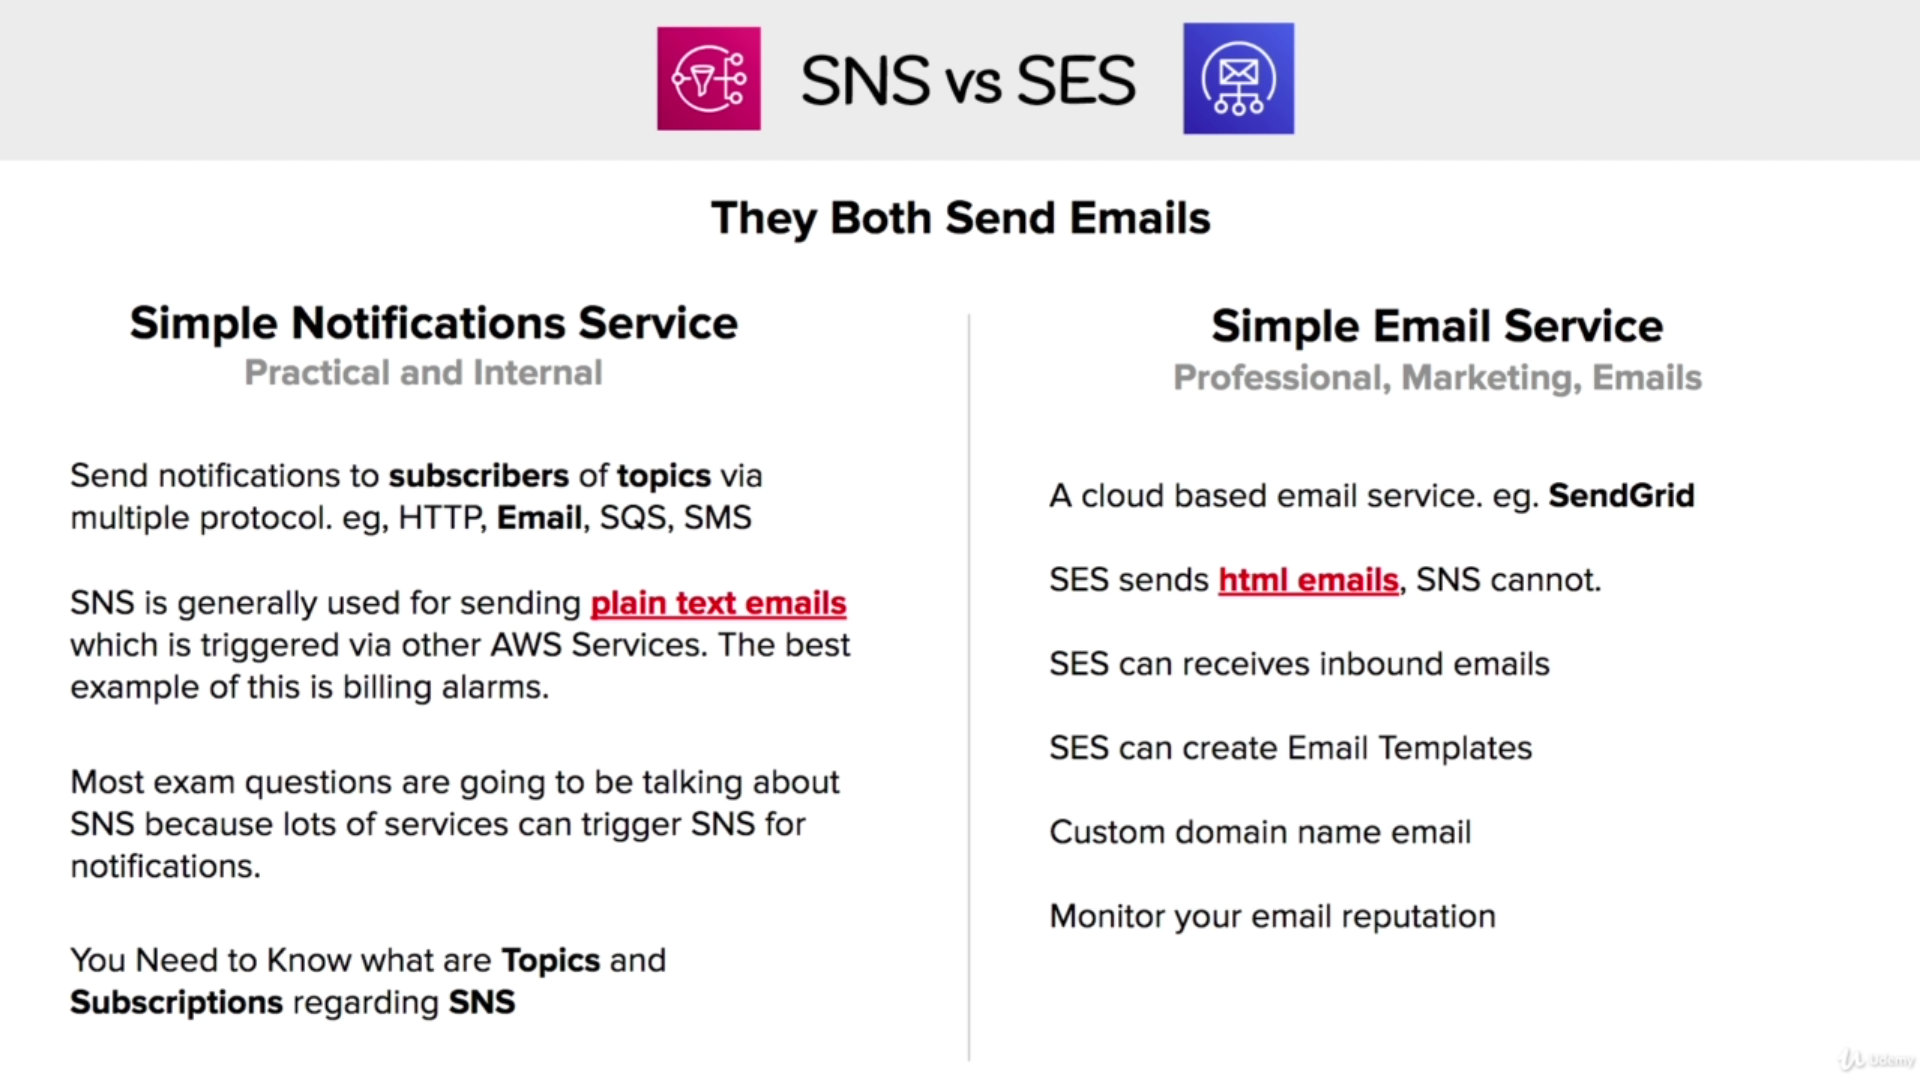 SNS vs SES
They Both Send Emails
Simple Notifications Service
Practical and Internal
Send notifications to subscribers of topics via
multiple protocol. eg, HTTP, Email, SQS, SMS
SNS is generally used for sending plain text emails
which is triggered via other AWS Services. The best
example of this is billing alarms.
Most exam questions are going to be talking about
SNS because lots of services can trigger SNS for
notifications.
You Need to Know what are Topics and
Subscriptions regarding SNS
Simple Email Service
Professional, Marketing, Emails
A cloud based email service. eg. SendGrid
SES sends html emails, SNS cannot.
SES can receives inbound emails
SES can create Email Templates
Custom domain name email
Monitor your email reputation
Udemy